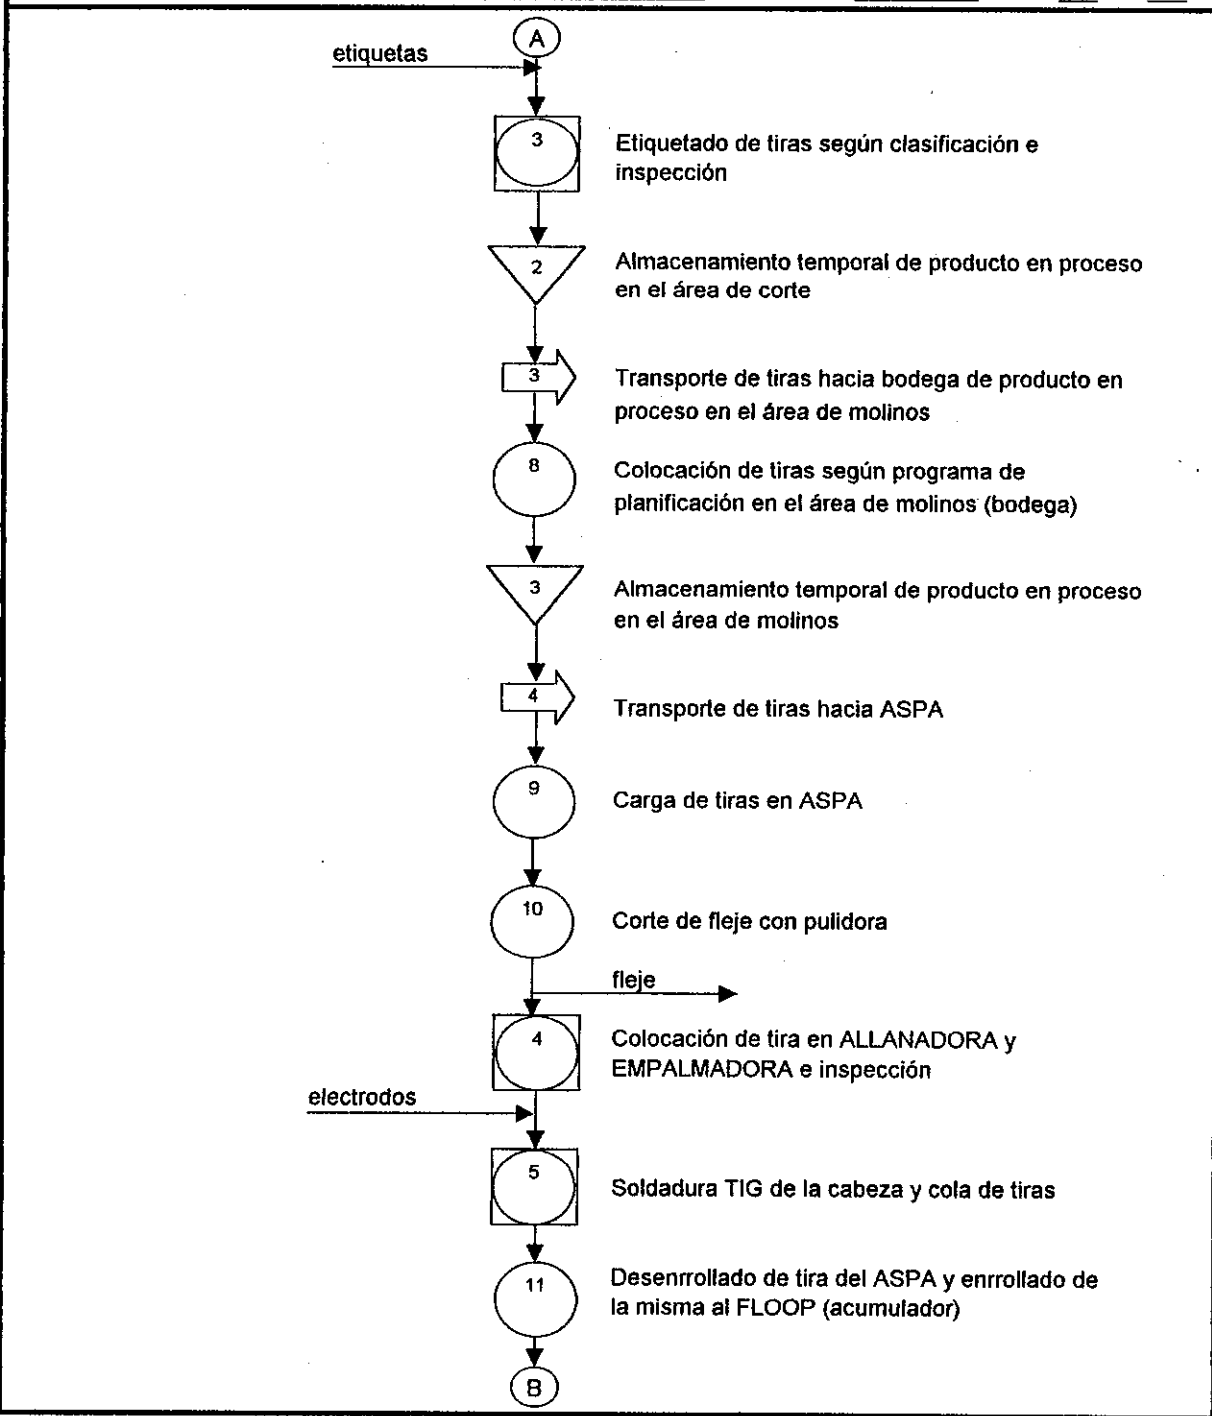 A
etiquetas
3
Etiquetado de tiras según clasificación e
inspección
2
Almacenamiento temporal de producto en proceso
en el área de corte
3
Transporte de tiras hacia bodega de producto en
proceso en el área de molinos
8
Colocación de tiras según programa de
planificación en el área de molinos (bodega)
3
Almacenamiento temporal de producto en proceso
en el área de molinos
4
Transporte de tiras hacia ASPA
9
Carga de tiras en ASPA
10
Corte de fleje con pulidora
fleje
4
Colocación de tira en ALLANADORA y
EMPALMADORA e inspección
electrodos
5
Soldadura TIG de la cabeza y cola de tiras
11
Desenrrollado de tira del ASPA y enrrollado de
la misma al FLOOP (acumulador)
B